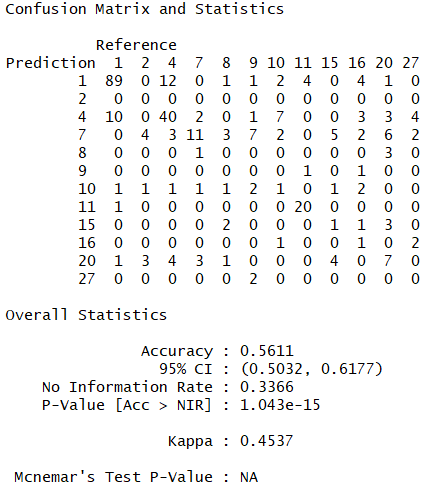 Confusion Matrix and Statistics
Reference
Prediction 1 2 4 7 8 9 10 11 15 16 20 27
1 89 0 12 0 1 1 2 4 0 4 1 0
2 0 0 0 0 0 0 0 0 0 0 0 0
4 10 0 40 2 0 1 7 0 0 3 3 4
7 0 4 3 11 3 7 2 0 5 2 6 2
8 0 0 0 1 0 0 0 0 0 0 3 0
9 0 0 0 0 0 0 0 1 0 1 0 0
10 1 1 1 1 1 2 1 0 1 2 0 0
11 1 0 0 0 0 0 0 20 0 0 0 0
15 0 0 0 0 2 0 0 0 1 1 3 0
16 0 0 0 0 0 0 1 0 0 1 0 2
20 1 3 4 3 1 0 0 0 4 0 7 0
27 0 0 0 0 0 2 0 0 0 0 0 0
Overall Statistics
Accuracy : 0.5611
95% CI : (0.5032, 0.6177)
No Information Rate : 0.3366
P-Value [Acc > NIR] : 1.043e-15
Kappa : 0.4537
Mcnemar's Test P-Value : NA